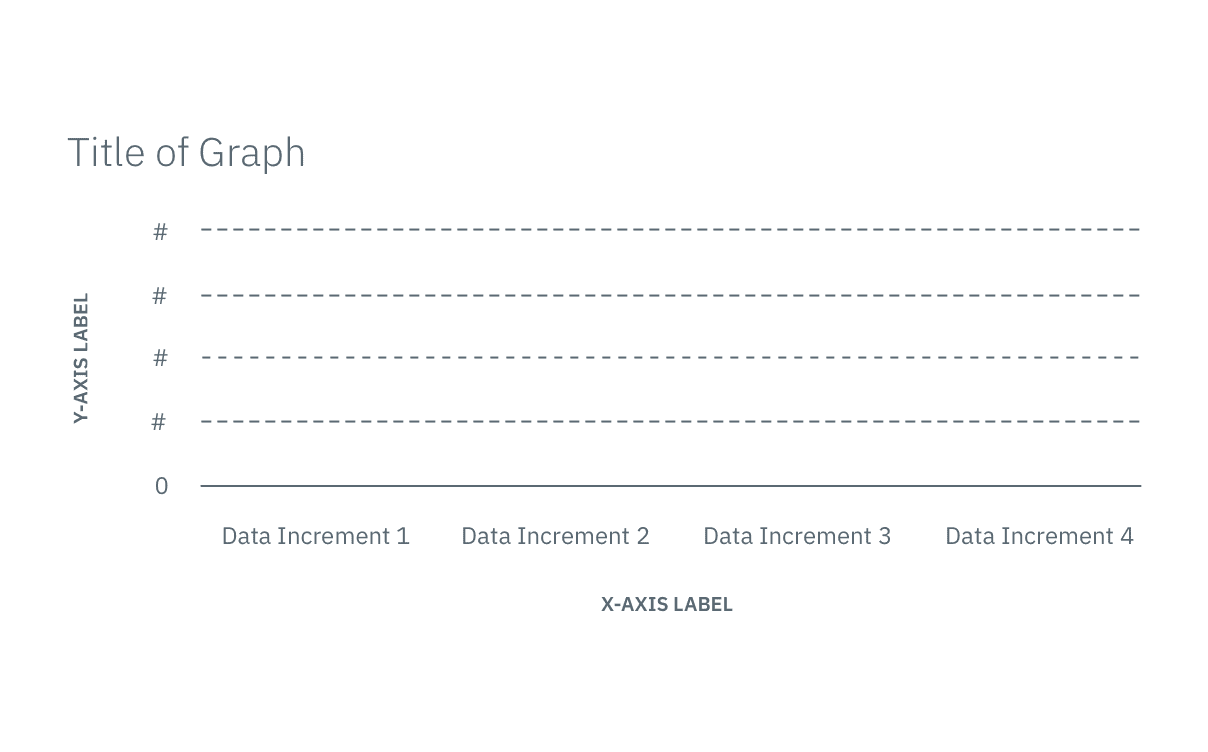 Title of Graph
#
#
Y-AXIS LABEL
#
#
0
Data Increment 1 Data Increment 2 Data Increment 3 Data Increment 4
X-AXIS LABEL